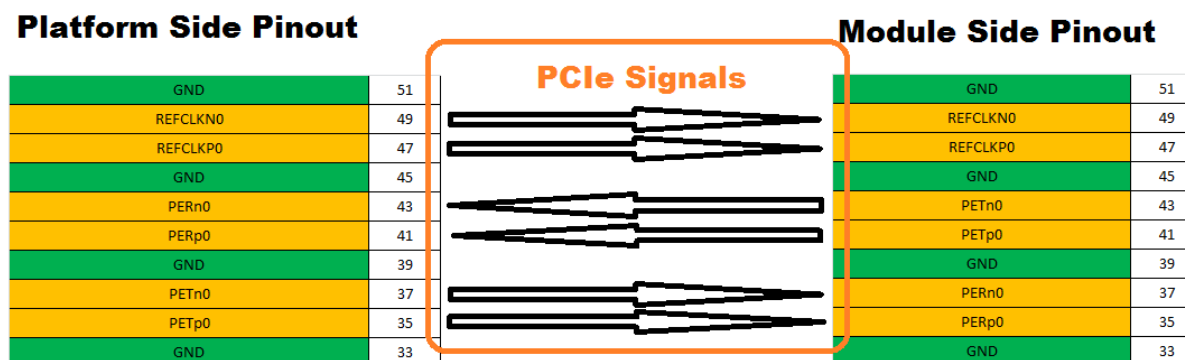 Platform Side Pinout
Module Side Pinout
PCIe Signals
GND 51 GND 51
REFCLKN0 49 REFCLKN0 49
REFCLKP0 47 REFCLKP0 47
GND 45 GND 45
PERn0 43 PETn0 43
PERp0 41 PETp0 41
GND 39 GND 39
PETn0 37 PERn0 37
PETp0 35 PERp0 35
GND 33 GND 33